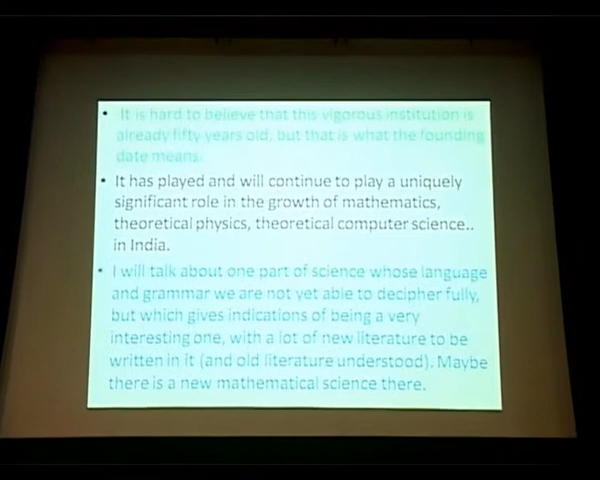 • It is hard to believe that this vigorous institution is
already fifty years old, but that is what the founding
date means.
• It has played and will continue to play a uniquely
significant role in the growth of mathematics,
theoretical physics, theoretical computer science..
in India.
• I will talk about one part of science whose language
and grammar we are not yet able to decipher fully,
but which gives indications of being a very
interesting one, with a lot of new literature to be
written in it (and old literature understood). Maybe
there is a new mathematical science there.